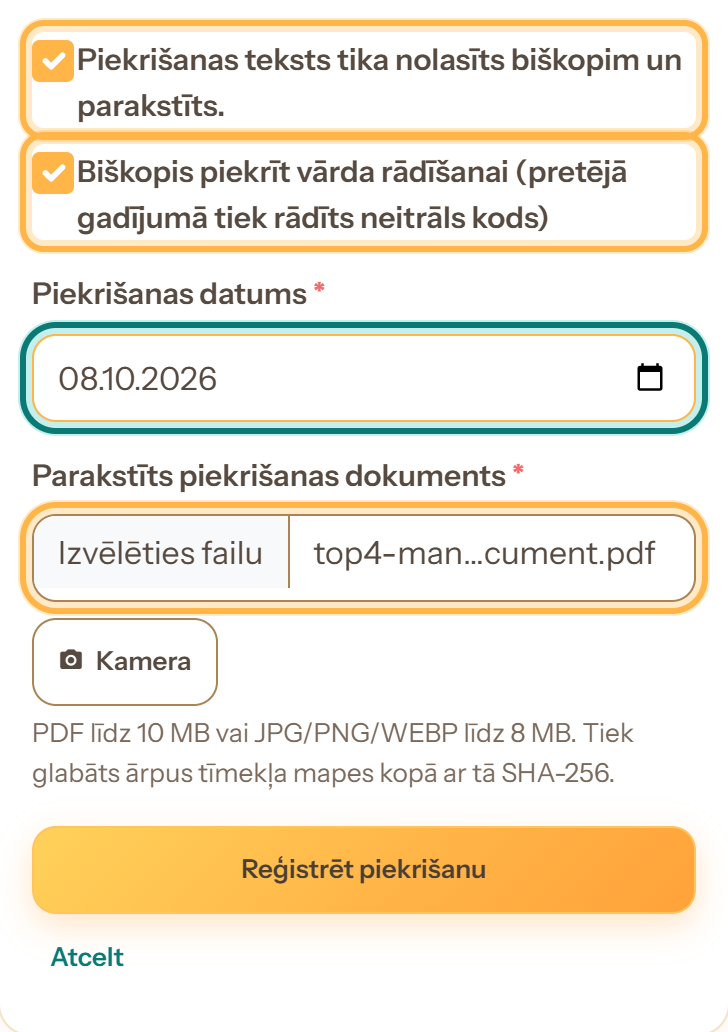 Piekrišanas teksts tika nolasīts biškopim un
parakstīts.
Biškopis piekrīt vārda rādīšanai (pretējā
gadījumā tiek rādīts neitrāls kods)
Piekrišanas datums *
08.10.2026
Parakstīts piekrišanas dokuments *
Izvēlēties failu top4-man...cument.pdf
Kamera
PDF līdz 10 MB vai JPG/PNG/WEBP līdz 8 MB. Tiek
glabāts ārpus tīmekļa mapes kopā ar tā SHA-256.
Reģistrēt piekrišanu
Atcelt